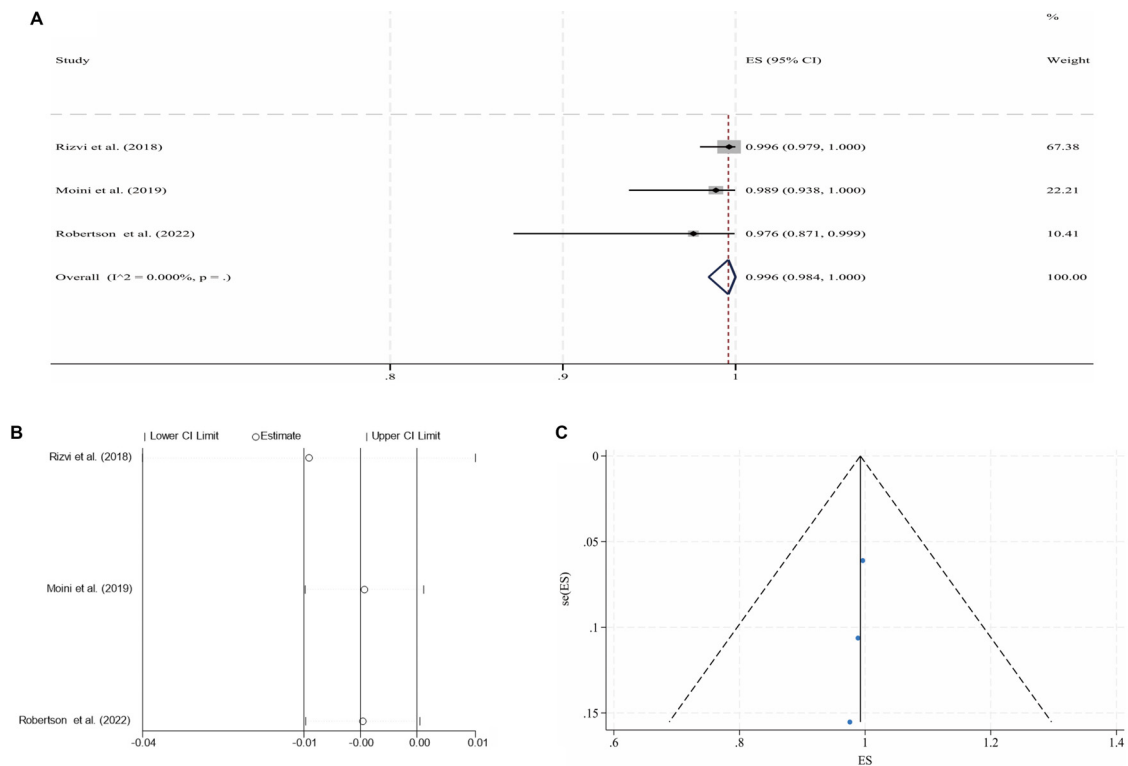 A
%
Study ES (95% CI) Weight
Rizvi et al. (2018) 0.996 (0.979, 1.000) 67.38
Moini et al. (2019) 0.989 (0.938, 1.000) 22.21
Robertson et al. (2022) 0.976 (0.871, 0.999) 10.41
Overall (I^2 = 0.000%, p = .) 0.996 (0.984, 1.000) 100.00
.8 .9 1
B
| Lower CI Limit ○Estimate | Upper CI Limit
Rizvi et al. (2018)
Moini et al. (2019)
Robertson et al. (2022)
-0.04 -0.01 -0.00 0.00 0.01
C
0
.05
.1
.15
se(ES)
.6 .8 1 1.2 1.4
ES